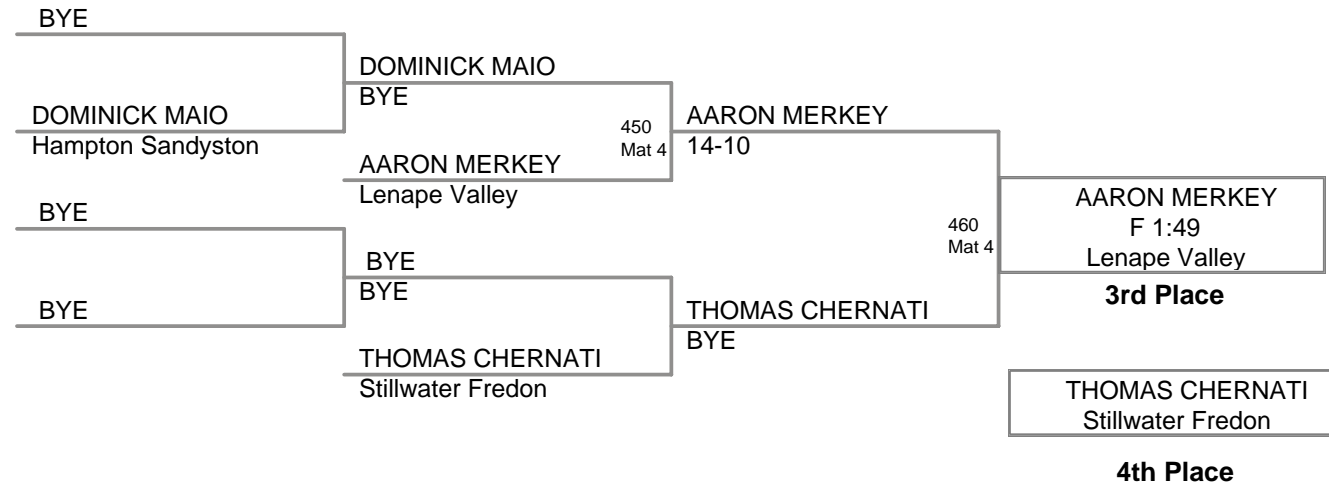 BYE
DOMINICK MAIO
Hampton Sandyston
BYE
BYE
DOMINICK MAIO
BYE
AARON MERKEY
Lenape Valley
BYE
BYE
THOMAS CHERNATI
Stillwater Fredon
450
Mat 4
AARON MERKEY
14-10
THOMAS CHERNATI
BYE
460
Mat 4
AARON MERKEY
F 1:49
Lenape Valley
3rd Place
THOMAS CHERNATI
Stillwater Fredon
4th Place